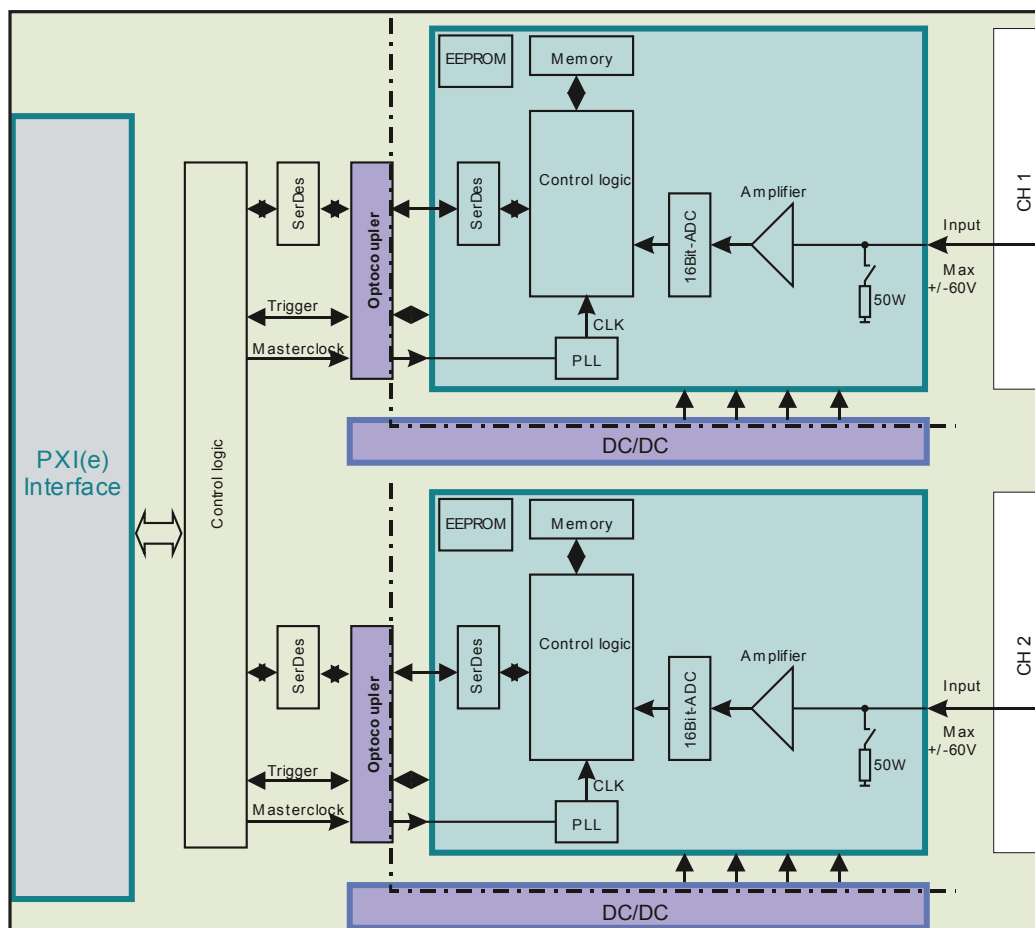 EEPROM
Memory
SerDes
Optocoupler
SerDes
Control logic
16Bit-ADC
Amplifier
Input
Max
+/-60V
50W
CH 1
Trigger
Masterclock
CLK
PLL
DC/DC
PXI(e)
Interface
Control logic
EEPROM
Memory
SerDes
Optocoupler
SerDes
Control logic
16Bit-ADC
Amplifier
Input
Max
+/-60V
50W
CH 2
Trigger
Masterclock
CLK
PLL
DC/DC